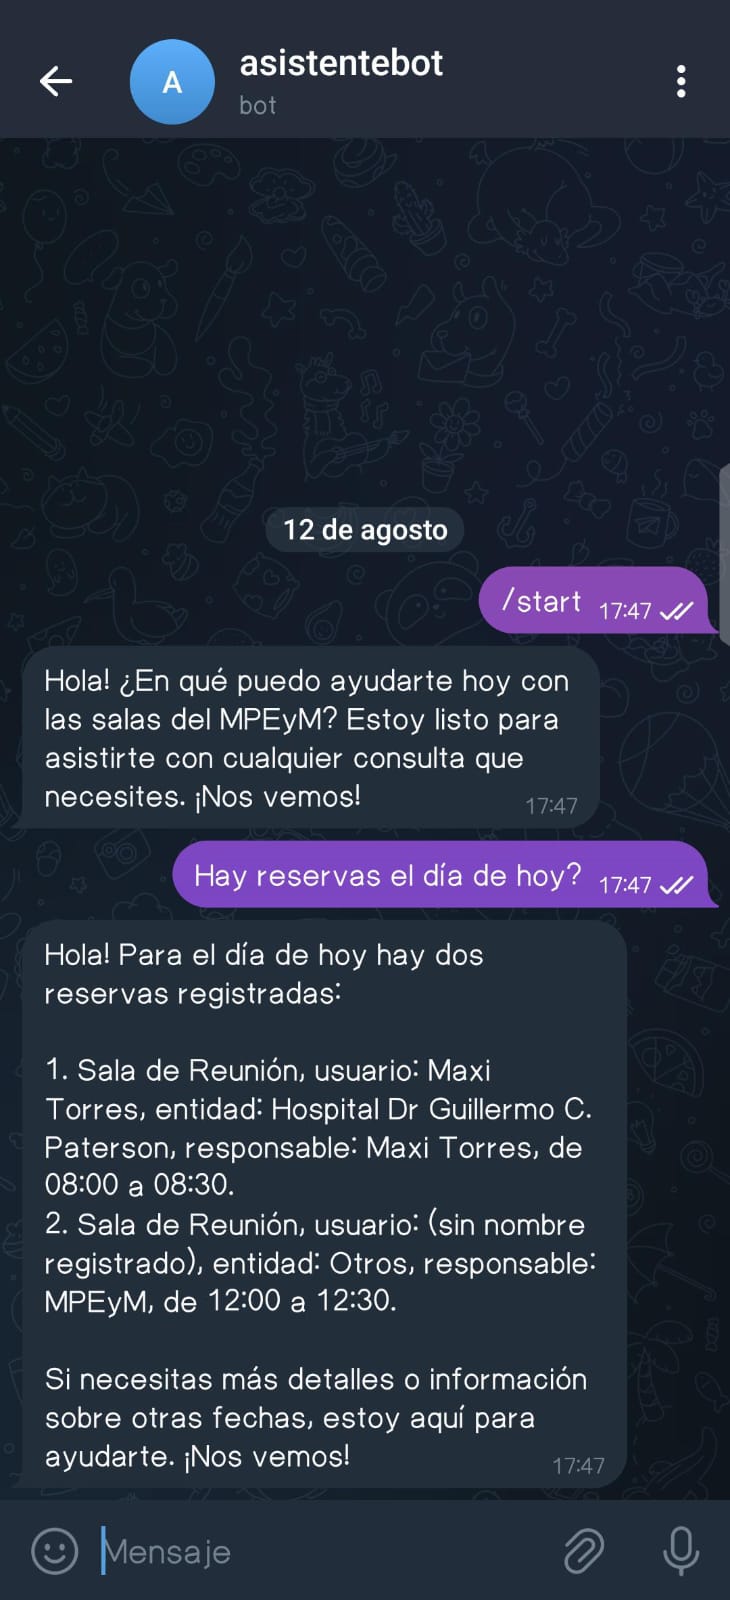 A
asistentebot
bot
12 de agosto
/start 17:47
Hola! ¿En qué puedo ayudarte hoy con
las salas del MPEyM? Estoy listo para
asistirte con cualquier consulta que
necesites. ¡Nos vemos! 17:47
Hay reservas el día de hoy? 17:47
Hola! Para el día de hoy hay dos
reservas registradas:
1. Sala de Reunión, usuario: Maxi
Torres, entidad: Hospital Dr Guillermo C.
Paterson, responsable: Maxi Torres, de
08:00 a 08:30.
2. Sala de Reunión, usuario: (sin nombre
registrado), entidad: Otros, responsable:
MPEyM, de 12:00 a 12:30.
Si necesitas más detalles o información
sobre otras fechas, estoy aquí para
ayudarte. ¡Nos vemos! 17:47
Mensaje